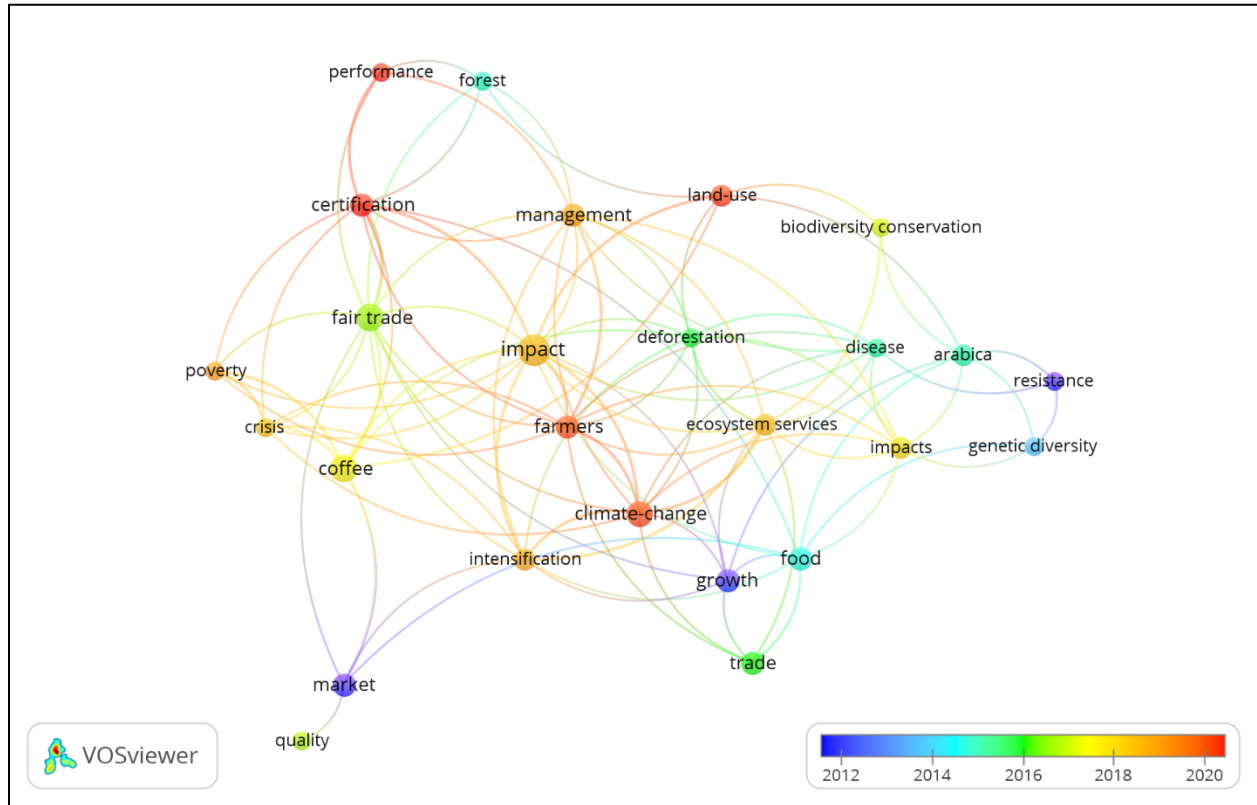 performance
forest
certification
management
land-use
biodiversity conservation
fair trade
impact
deforestation
disease
arabica
poverty
resistance
crisis
farmers
ecosystem services
impacts
genetic diversity
coffee
climate-change
intensification
growth
food
market
trade
quality
VOSviewer
2012 2014 2016 2018 2020